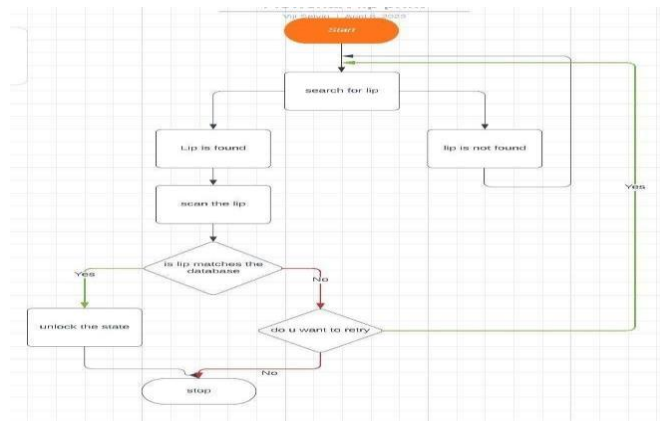 Start
search for lip
Lip is found
lip is not found
scan the lip
Yes
is lip matches the
database
Yes
No
unlock the state
do u want to retry
No
stop